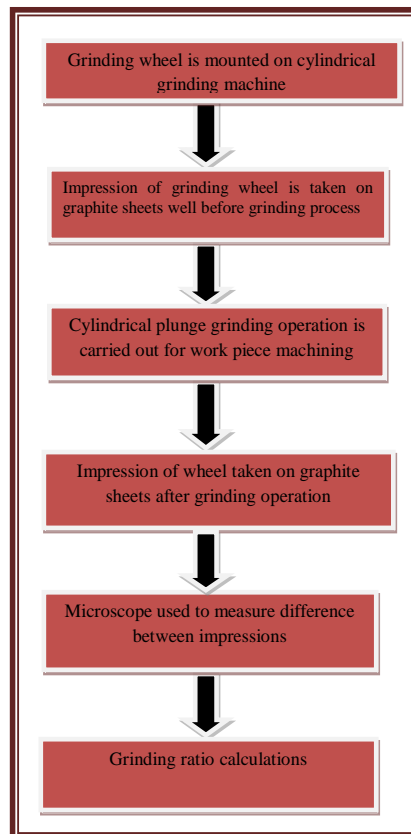 Grinding wheel is mounted on cylindrical
grinding machine
Impression of grinding wheel is taken on
graphite sheets well before grinding process
Cylindrical plunge grinding operation is
carried out for work piece machining
Impression of wheel taken on graphite
sheets after grinding operation
Microscope used to measure difference
between impressions
Grinding ratio calculations